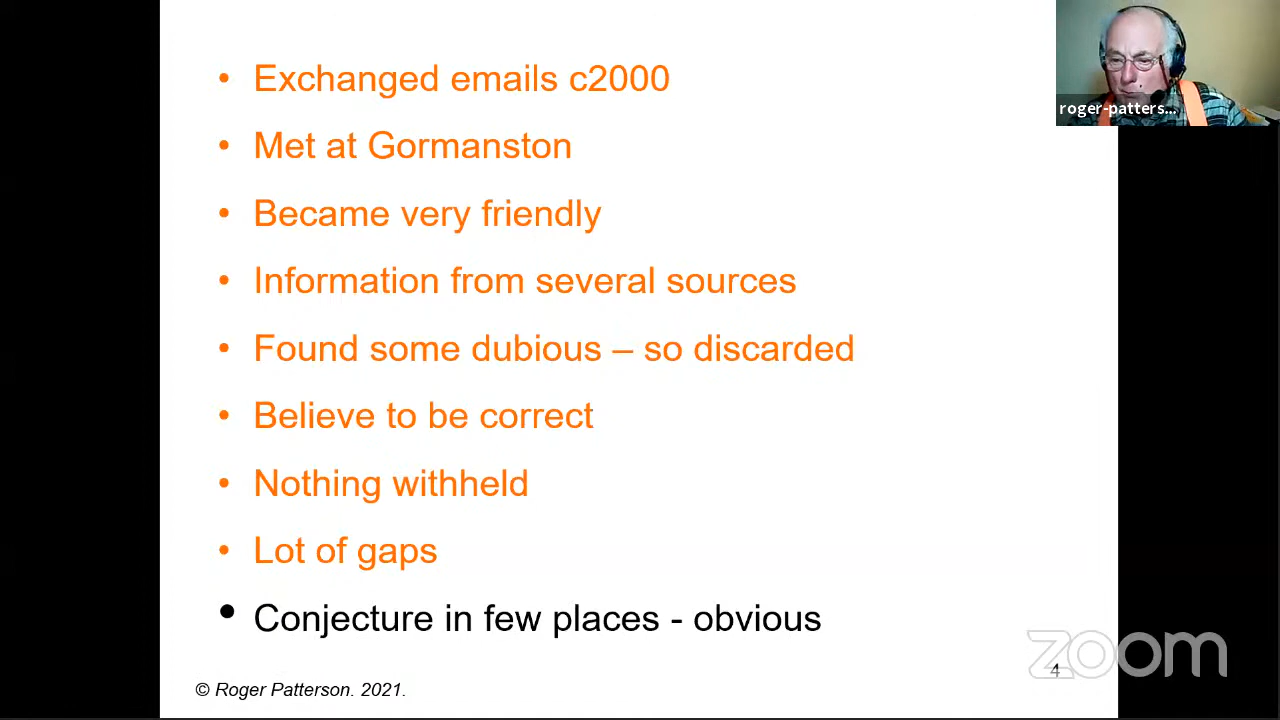 • Exchanged emails c2000
• Met at Gormanston
• Became very friendly
• Information from several sources
• Found some dubious – so discarded
• Believe to be correct
• Nothing withheld
• Lot of gaps
• Conjecture in few places - obvious
© Roger Patterson. 2021.
4
zoom
roger-patters...